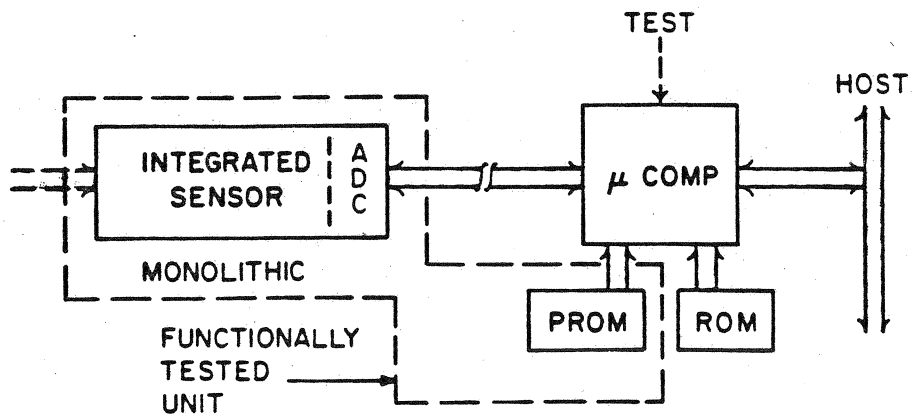 TEST
HOST
INTEGRATED
SENSOR
A
D
C
μ COMP
MONOLITHIC
PROM
ROM
FUNCTIONALLY
TESTED
UNIT